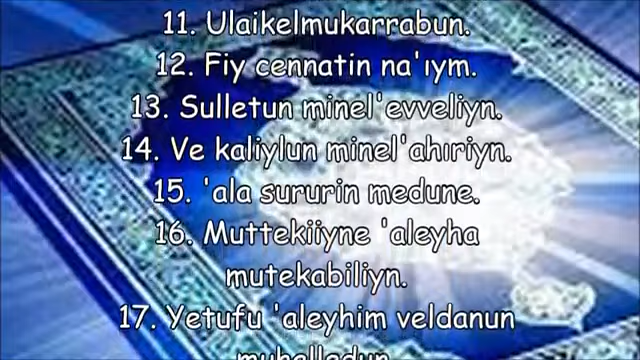 11. Ulaikelmukarrabun.
12. Fiy cennatin na'ıym.
13. Sulletun minel'evveliyn.
14. Ve kaliylun minel'ahıriyn.
15. 'ala sururin medune.
16. Muttekiiyne 'aleyha
mutekabiliyn.
17. Yetufu 'aleyhim veldanun
muhalledun.